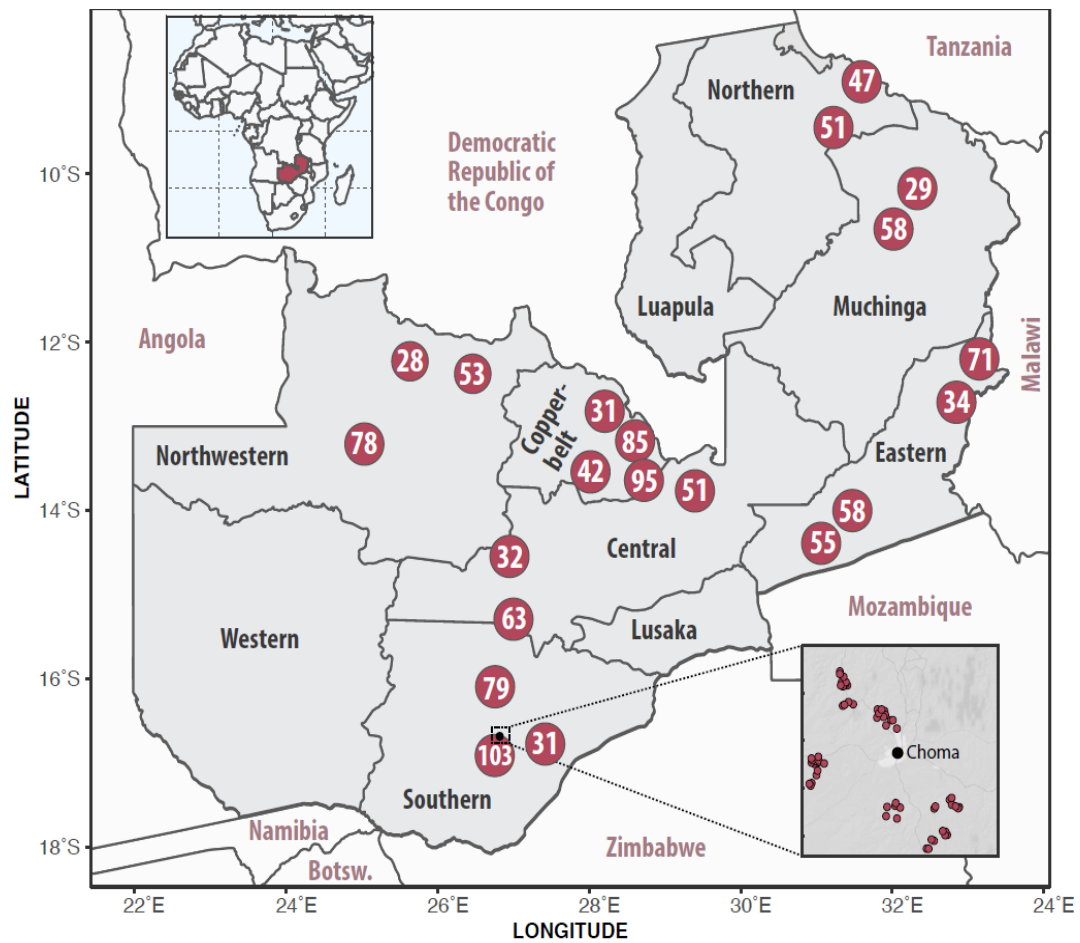 Tanzania
Northern
47
51
Democratic
Republic of
the Congo
10°S
29
58
Luapula
Muchinga
Malawi
Angola
12°S
28
53
71
34
31
Copper-
belt
85
78
Northwestern
Eastern
42
95
51
LATITUDE
14°S
58
55
32
Central
63
Mozambique
Western
Lusaka
16°S
79
103
31
Choma
Southern
Namibia
Zimbabwe
18°S
Botsw.
22°E
24°E
26°E
28°E
30°E
32°E
24°E
LONGITUDE